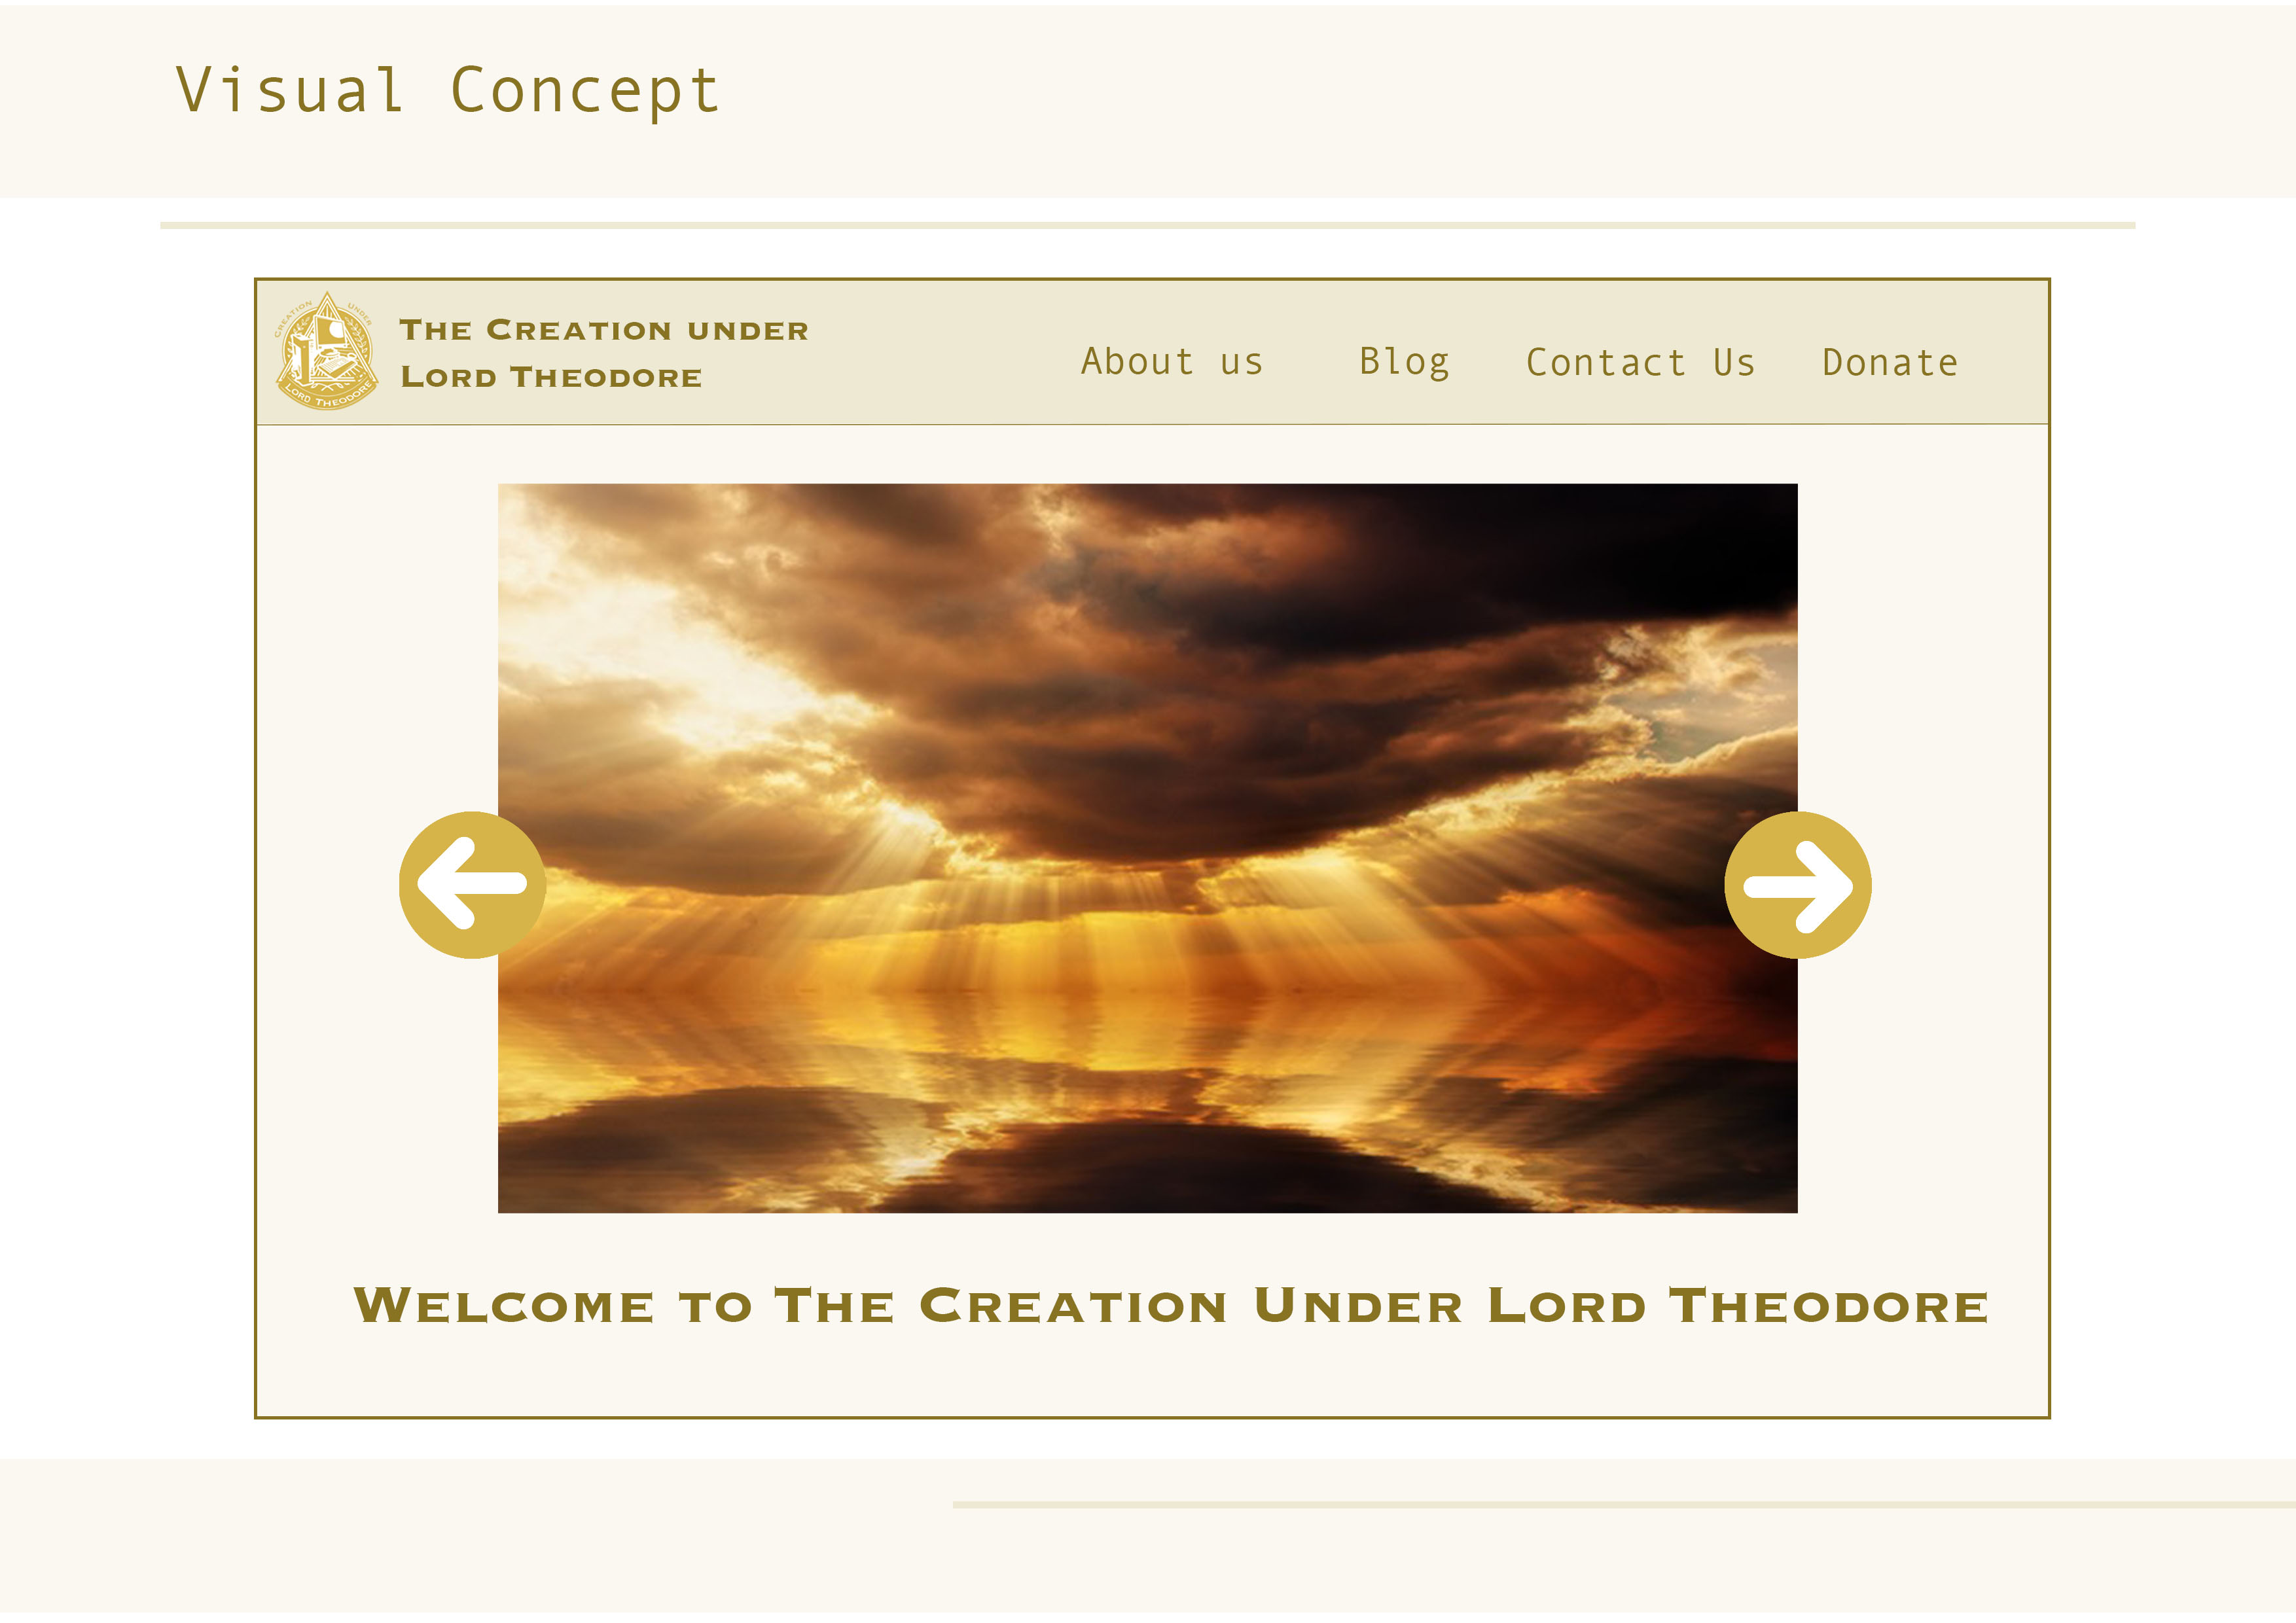 Visual Concept
CREATION UNDER
LORD THEODORE
THE CREATION UNDER
LORD THEODORE
About us Blog Contact Us Donate
WELCOME TO THE CREATION UNDER LORD THEODORE